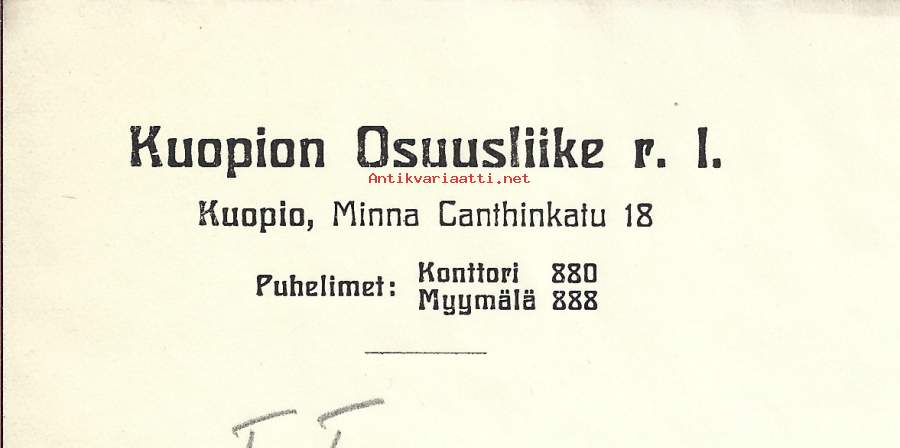 Kuopion Osuusliike r. l.
Antikvariaatti.net
Kuopio, Minna Canthinkatu 18
Puhelimet: Konttori 880
Myymälä 888